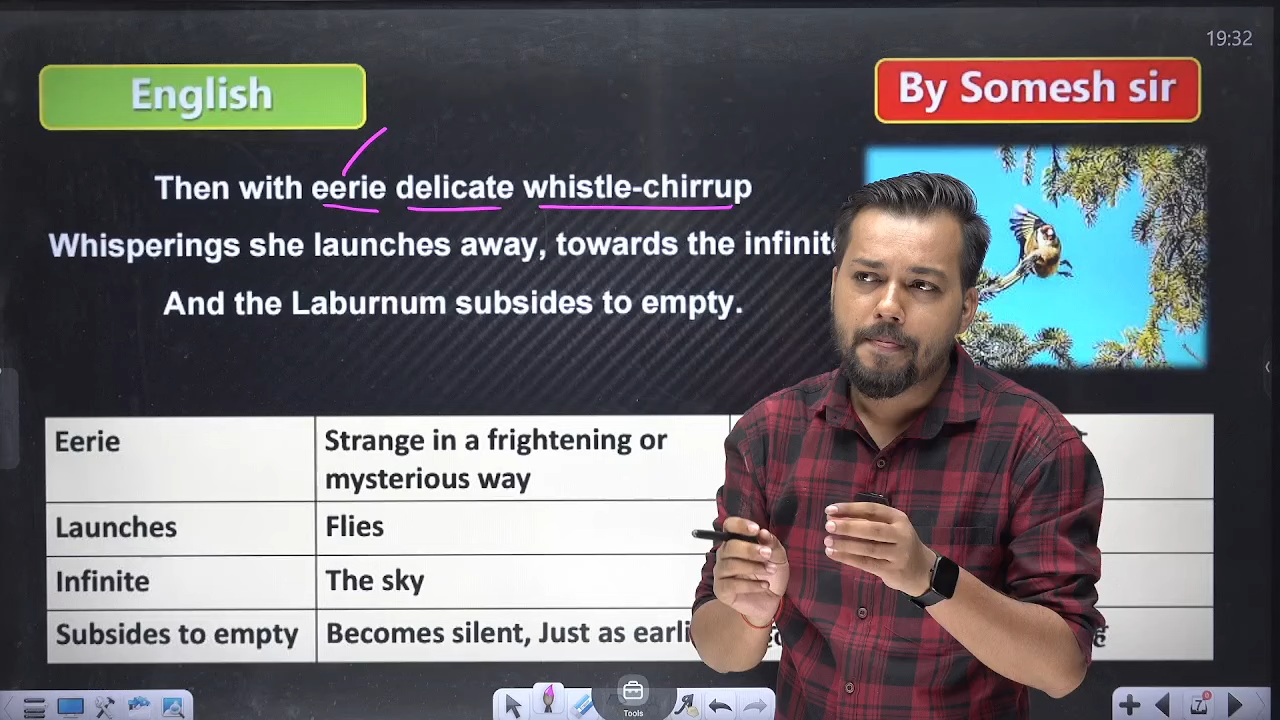 19:32
English
By Somesh sir
Then with eerie delicate whistle-chirrup
Whisperings she launches away, towards the infinite
And the Laburnum subsides to empty.
Eerie
Strange in a frightening or
mysterious way
Launches
Flies
Infinite
The sky
Subsides to empty
Becomes silent, Just as earli
Tools